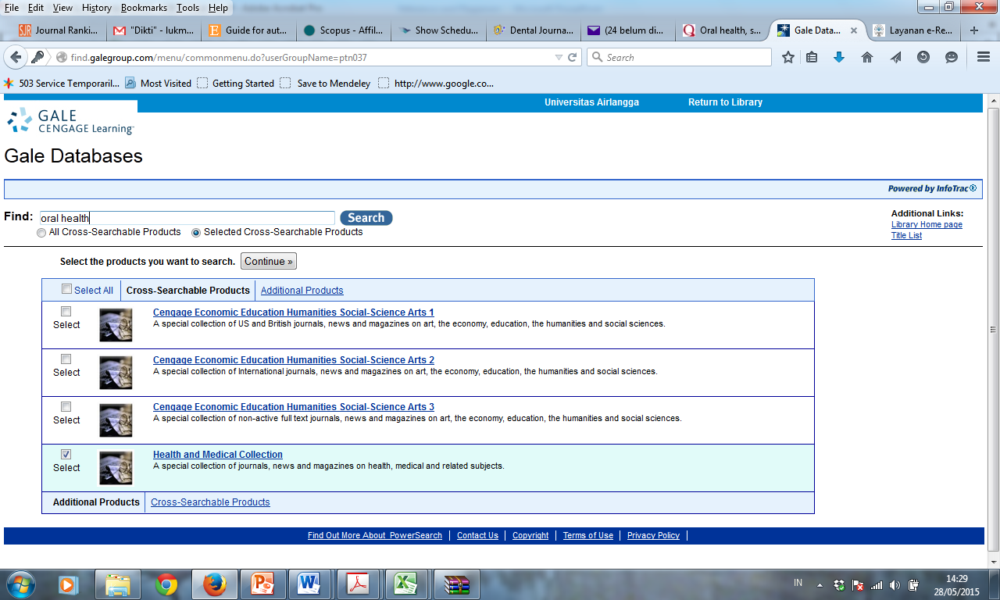 File Edit View History Bookmarks Tools Help
Journal Ranki... "Dikti" - lukm... Guide for aut... Scopus - Affil... Show Schedu... Dental Journa... (24 belum di... Oral health, s... Gale Data... Layanan e-Re...
find.galegroup.com/menu/commonmenu.do?userGroupName=ptn037 Search
503 Service Temporaril... Most Visited Getting Started Save to Mendeley http://www.google.co...
Universitas Airlangga Return to Library
GALE
CENGAGE Learning
Gale Databases
Powered by InfoTrac®
Find: oral health Search
All Cross-Searchable Products Selected Cross-Searchable Products
Additional Links:
Library Home page
Title List
Select the products you want to search. Continue »
Select All Cross-Searchable Products Additional Products
Select
Cengage Economic Education Humanities Social-Science Arts 1
A special collection of US and British journals, news and magazines on art, the economy, education, the humanities and social sciences.
Select
Cengage Economic Education Humanities Social-Science Arts 2
A special collection of International journals, news and magazines on art, the economy, education, the humanities and social sciences.
Select
Cengage Economic Education Humanities Social-Science Arts 3
A special collection of non-active full text journals, news and magazines on art, the economy, education, the humanities and social sciences.
Select
Health and Medical Collection
A special collection of journals, news and magazines on health, medical and related subjects.
Additional Products Cross-Searchable Products
Find Out More About PowerSearch Contact Us Copyright Terms of Use Privacy Policy
IN 14:29
28/05/2015